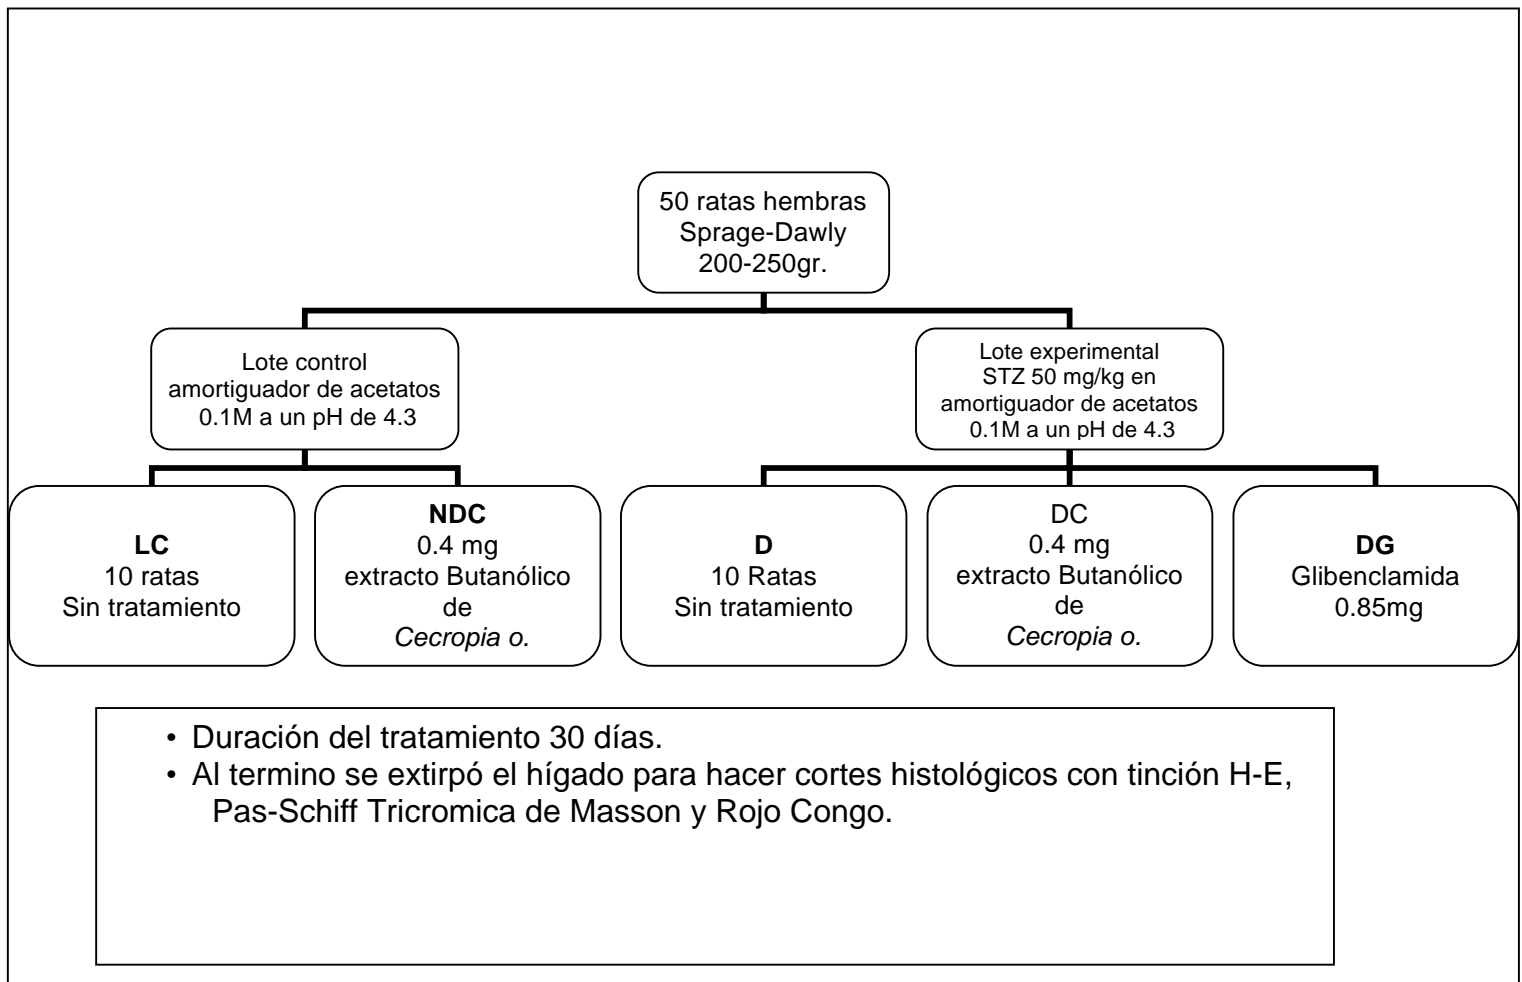 50 ratas hembras
Sprage-Dawly
200-250gr.
Lote control
amortiguador de acetatos
0.1M a un pH de 4.3
Lote experimental
STZ 50 mg/kg en
amortiguador de acetatos
0.1M a un pH de 4.3
LC
10 ratas
Sin tratamiento
NDC
0.4 mg
extracto Butanólico
de
Cecropia o.
D
10 Ratas
Sin tratamiento
DC
0.4 mg
extracto Butanólico
de
Cecropia o.
DG
Glibenclamida
0.85mg
• Duración del tratamiento 30 días.
• Al termino se extirpó el hígado para hacer cortes histológicos con tinción H-E,
Pas-Schiff Tricromica de Masson y Rojo Congo.